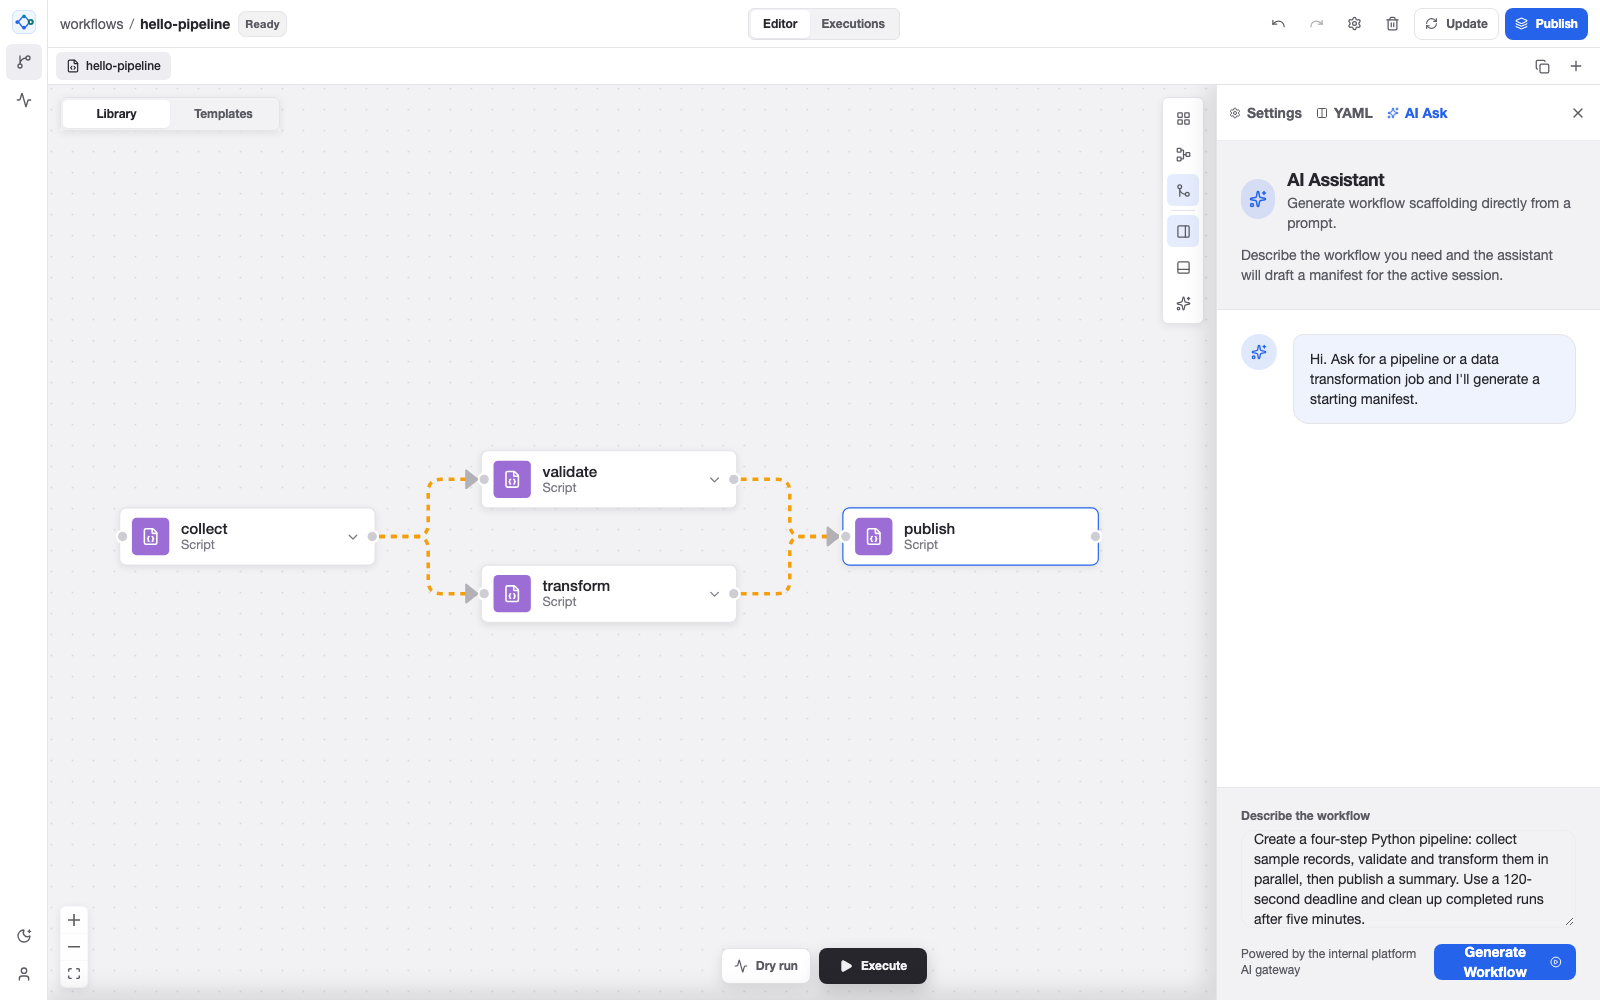 workflows / hello-pipeline Ready
Editor Executions
Update Publish
hello-pipeline
Library Templates
Settings YAML AI Ask
AI Assistant
Generate workflow scaffolding directly from a
prompt.
Describe the workflow you need and the assistant
will draft a manifest for the active session.
Hi. Ask for a pipeline or a data
transformation job and I'll generate a
starting manifest.
collect
Script
validate
Script
transform
Script
publish
Script
Describe the workflow
Create a four-step Python pipeline: collect
sample records, validate and transform them in
parallel, then publish a summary. Use a 120-
second deadline and clean up completed runs
after five minutes.
Powered by the internal platform
AI gateway
Generate
Workflow
Dry run Execute